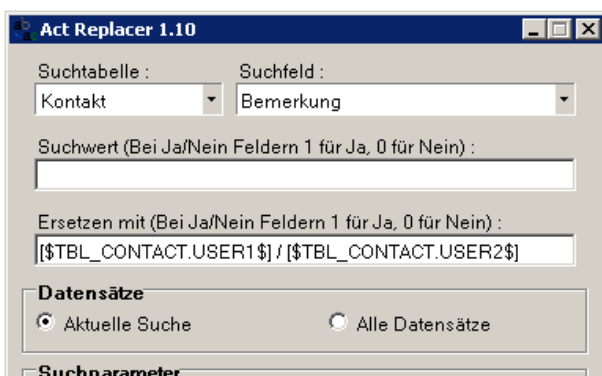 Act Replacer 1.10
Suchtabelle : Suchfeld :
Kontakt Bemerkung
Suchwert (Bei Ja/Nein Feldern 1 für Ja, 0 für Nein) :
Ersetzen mit (Bei Ja/Nein Feldern 1 für Ja, 0 für Nein) :
[$TBL_CONTACT.USER1$] / [$TBL_CONTACT.USER2$]
Datensätze
Aktuelle Suche Alle Datensätze
Suchparameter